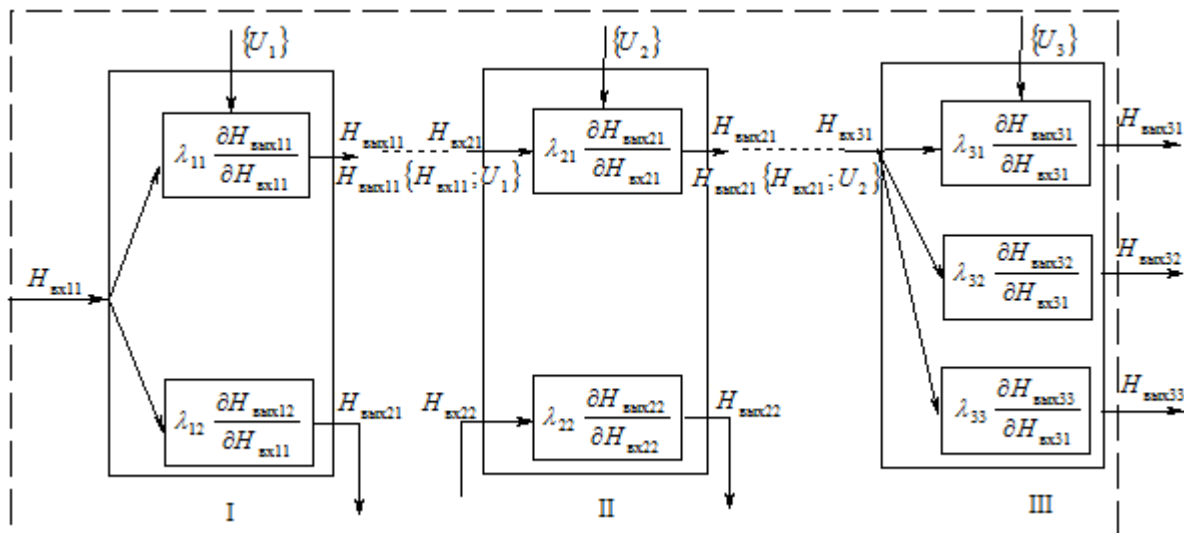 {U₁} {U₂} {U₃}
λ₁₁ ∂Hвых11/∂Hвх11
Hвых11 Hвх21
Hвых11{Hвх11; U₁}
λ₂₁ ∂Hвых21/∂Hвх21
Hвых21 Hвх31
Hвых21{Hвх21; U₂}
λ₃₁ ∂Hвых31/∂Hвх31
Hвых31
Hвх11
λ₃₂ ∂Hвых32/∂Hвх31
Hвых32
λ₁₂ ∂Hвых12/∂Hвх11
Hвых21
Hвх22
λ₂₂ ∂Hвых22/∂Hвх22
Hвых22
λ₃₃ ∂Hвых33/∂Hвх31
Hвых33
I II III